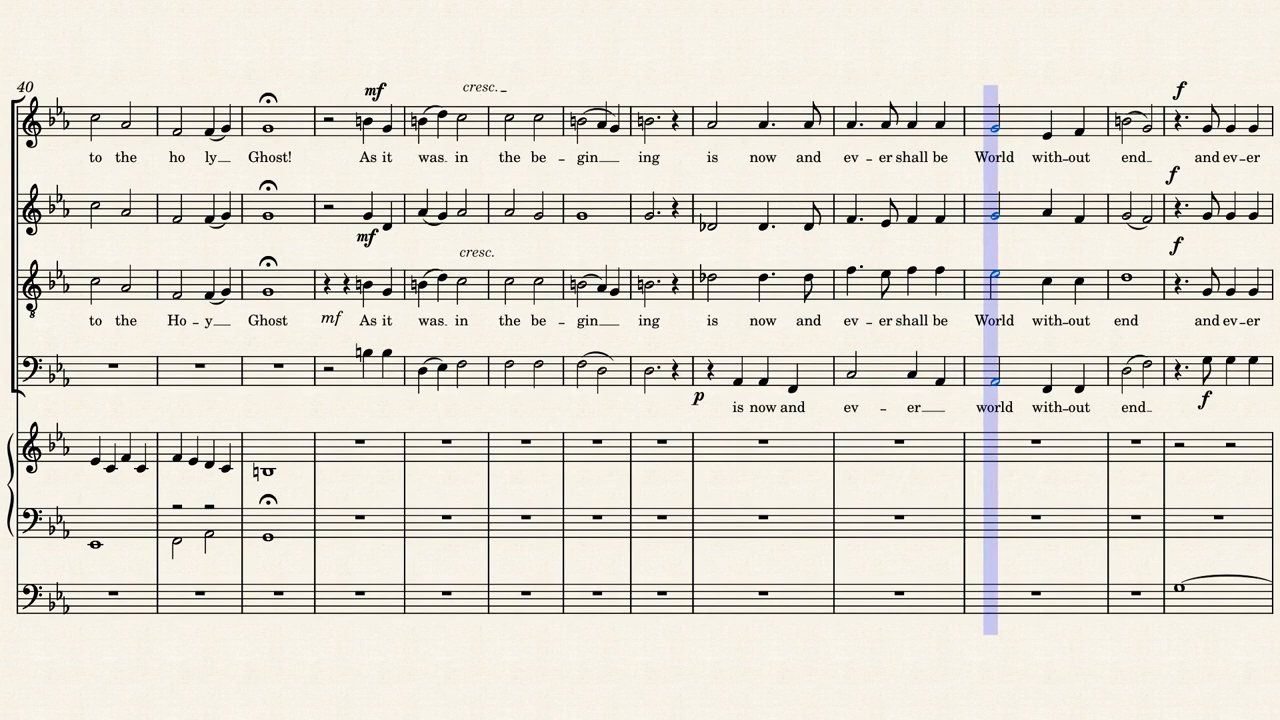 40
mf
cresc.
f
to the ho ly Ghost! As it was in the be - gin ing is now and ev - er shall be World with-out end and ev-er
f
mf
cresc.
f
to the Ho - y Ghost mf As it was in the be - gin ing is now and ev - er shall be World with-out end and ev-er
p
f
is now and ev - er world with-out end